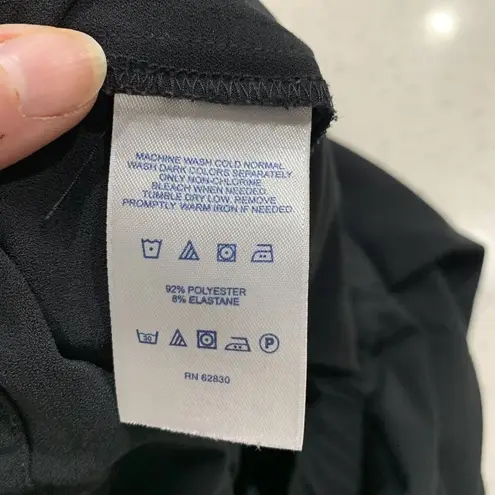 MACHINE WASH COLD NORMAL
WASH DARK COLORS SEPARATELY
ONLY NON-CHLORINE
BLEACH WHEN NEEDED.
TUMBLE DRY LOW. REMOVE
PROMPTLY. WARM IRON IF NEEDED.
92% POLYESTER
8% ELASTANE
30 P
RN 62830